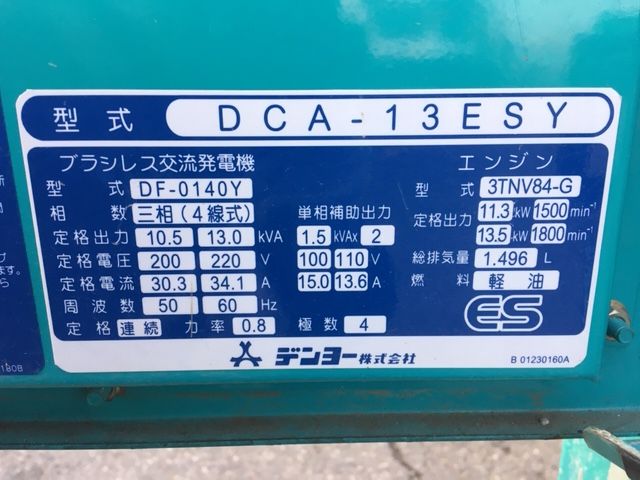 型式 DCA-13ESY
ブラシレス交流発電機
型式 DF-0140Y
相数 三相(4線式)
定格出力 10.5 13.0 kVA
定格電圧 200 220 V
定格電流 30.3 34.1 A
周波数 50 60 Hz
定格 連続 力率 0.8 極数 4
単相補助出力
1.5 kVAx 2
100 110 V
15.0 13.6 A
エンジン
型式 3TNV84-G
定格出力 11.3 kW 1500 min-1
13.5 kW 1800 min-1
総排気量 1.496 L
燃料 軽油
ES
デンヨー株式会社
B 01230160A